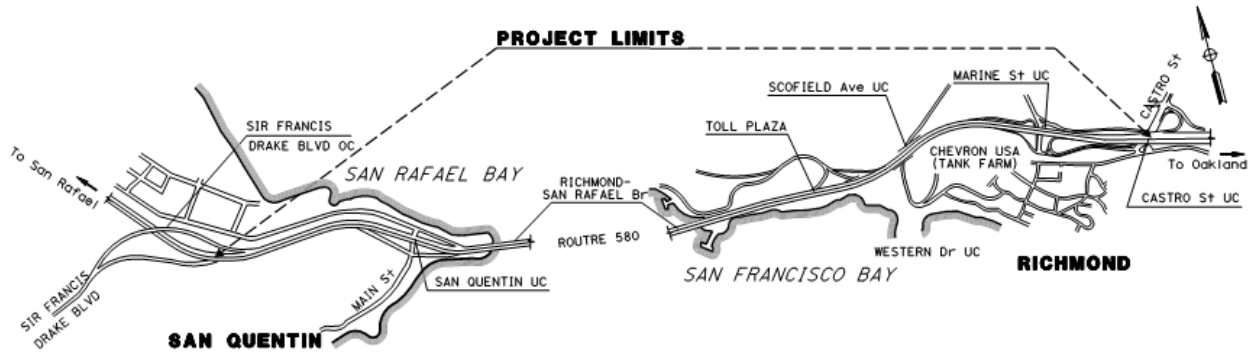 PROJECT LIMITS
CASTRO St
MARINE St UC
SCOFIELD Ave UC
SIR FRANCIS
DRAKE BLVD OC
TOLL PLAZA
To San Rafael
SAN RAFAEL BAY
CHEVRON USA
(TANK FARM)
To Oakland
RICHMOND-
SAN RAFAEL Br
CASTRO St UC
ROUTRE 580
WESTERN Dr UC
RICHMOND
SAN FRANCISCO BAY
SAN QUENTIN UC
MAIN St
SIR FRANCIS
DRAKE BLVD
SAN QUENTIN